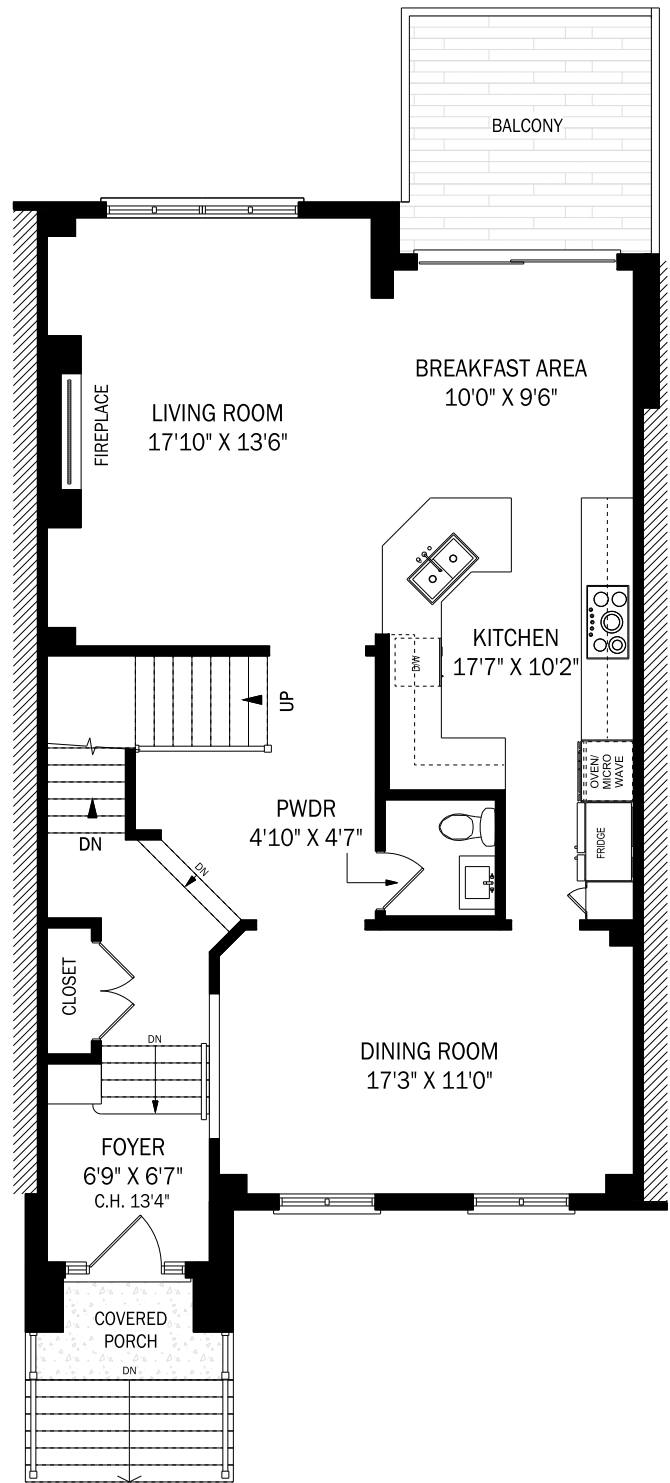 BALCONY
BREAKFAST AREA
10'0" X 9'6"
FIREPLACE
LIVING ROOM
17'10" X 13'6"
KITCHEN
17'7" X 10'2"
D/W
UP
OVEN/
MICRO
WAVE
FRIDGE
PWDR
4'10" X 4'7"
DN
DN
CLOSET
DN
DINING ROOM
17'3" X 11'0"
FOYER
6'9" X 6'7"
C.H. 13'4"
COVERED
PORCH
DN